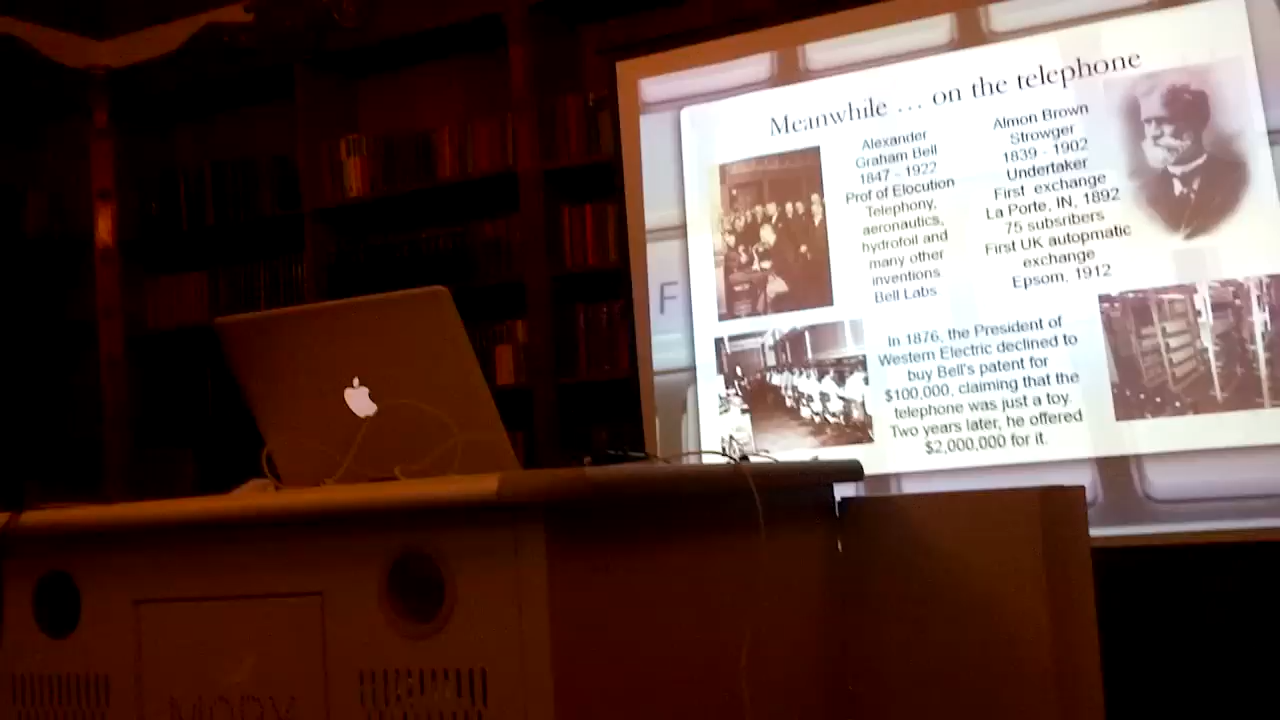 Meanwhile ... on the telephone
Alexander
Graham Bell
1847 - 1922
Prof of Elocution
Telephony,
aeronautics,
hydrofoil and
many other
inventions
Bell Labs
Almon Brown
Strowger
1839 - 1902
Undertaker
First exchange
La Porte, IN, 1892
75 subsribers
First UK autopmatic
exchange
Epsom, 1912
In 1876, the President of
Western Electric declined to
buy Bell's patent for
$100,000, claiming that the
telephone was just a toy.
Two years later, he offered
$2,000,000 for it.
F